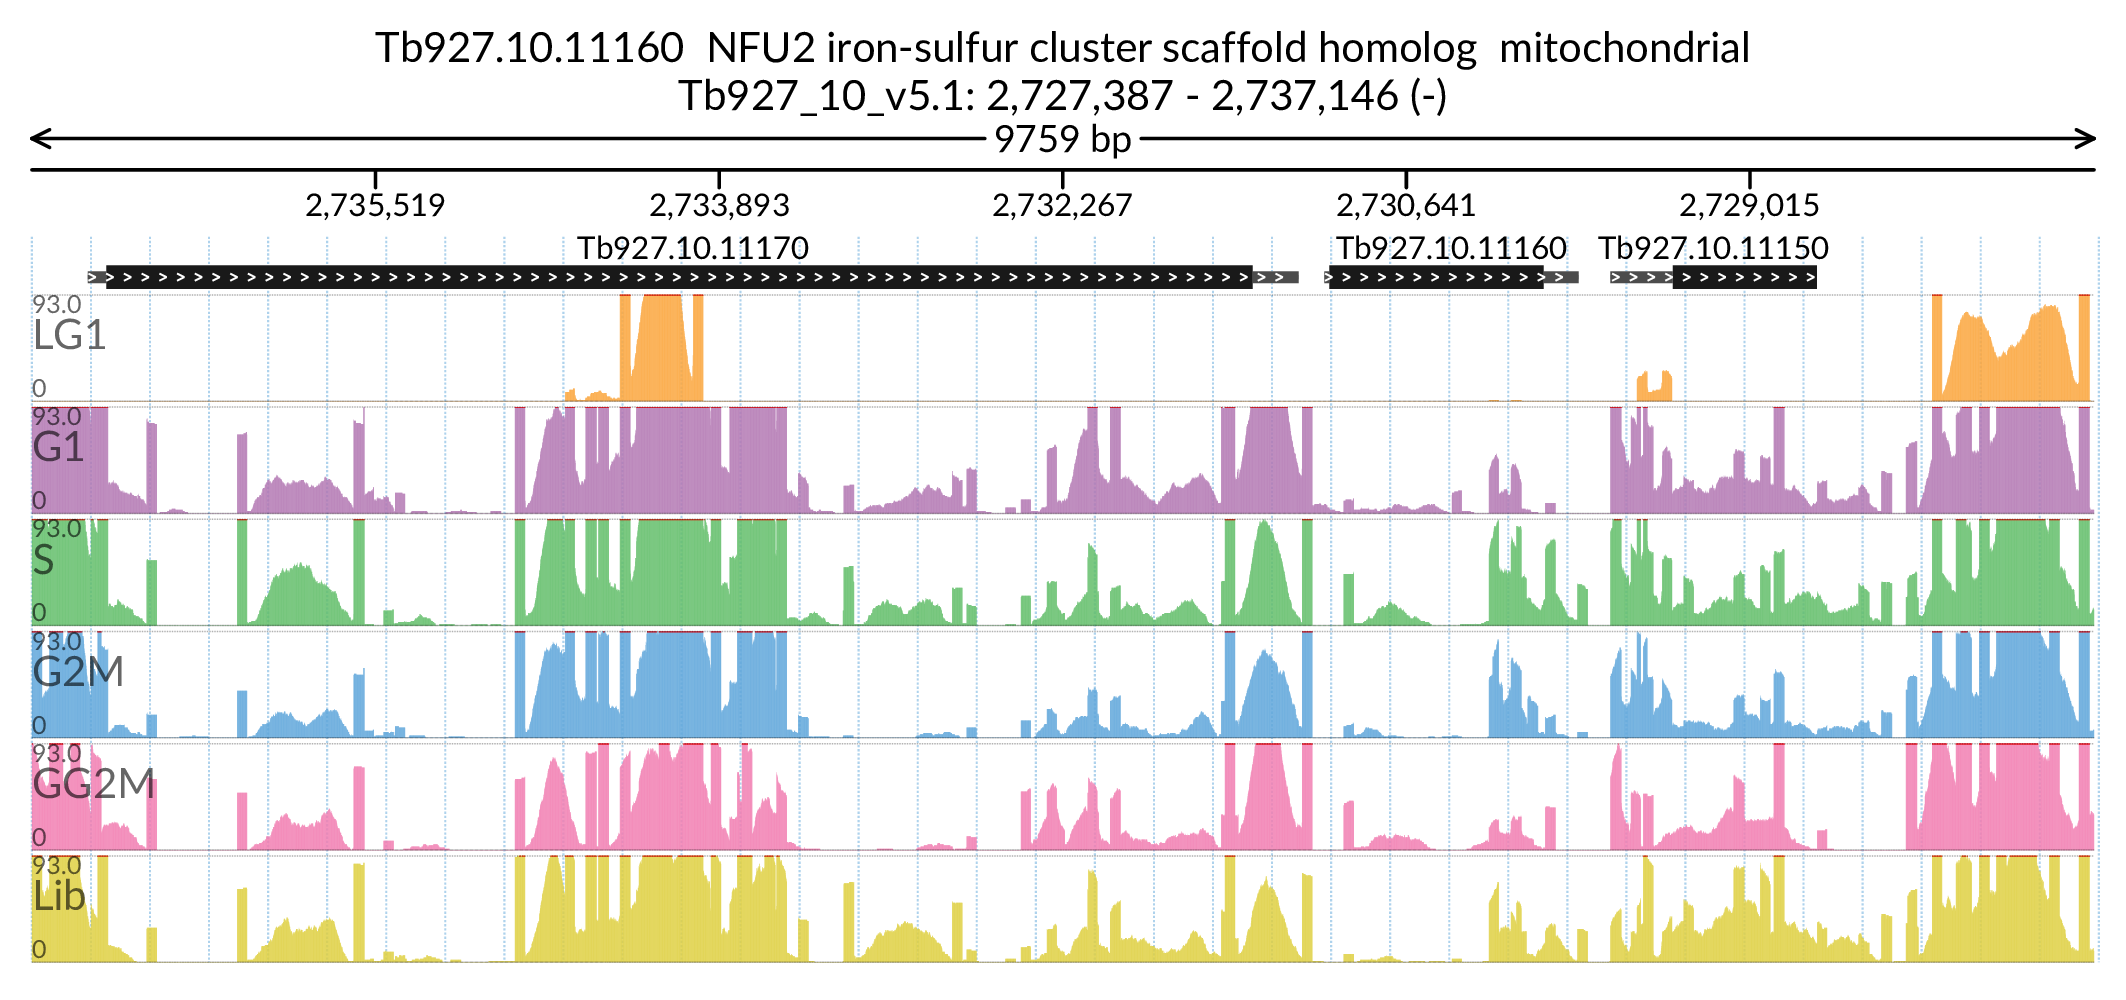 Tb927.10.11160  NFU2 iron-sulfur cluster scaffold homolog  mitochondrial
Tb927_10_v5.1: 2,727,387 - 2,737,146 (-)
9759 bp
2,735,519 2,733,893 2,732,267 2,730,641 2,729,015
Tb927.10.11170 Tb927.10.11160 Tb927.10.11150
93.0
LG1
0
93.0
G1
0
93.0
S
0
93.0
G2M
0
93.0
GG2M
0
93.0
Lib
0